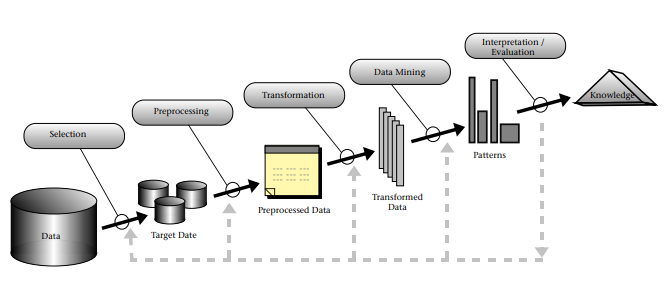 Interpretation /
Evaluation
Data Mining
Knowledge
Transformation
Preprocessing
Patterns
Selection
Transformed
Data
Preprocessed Data
Data
Target Date